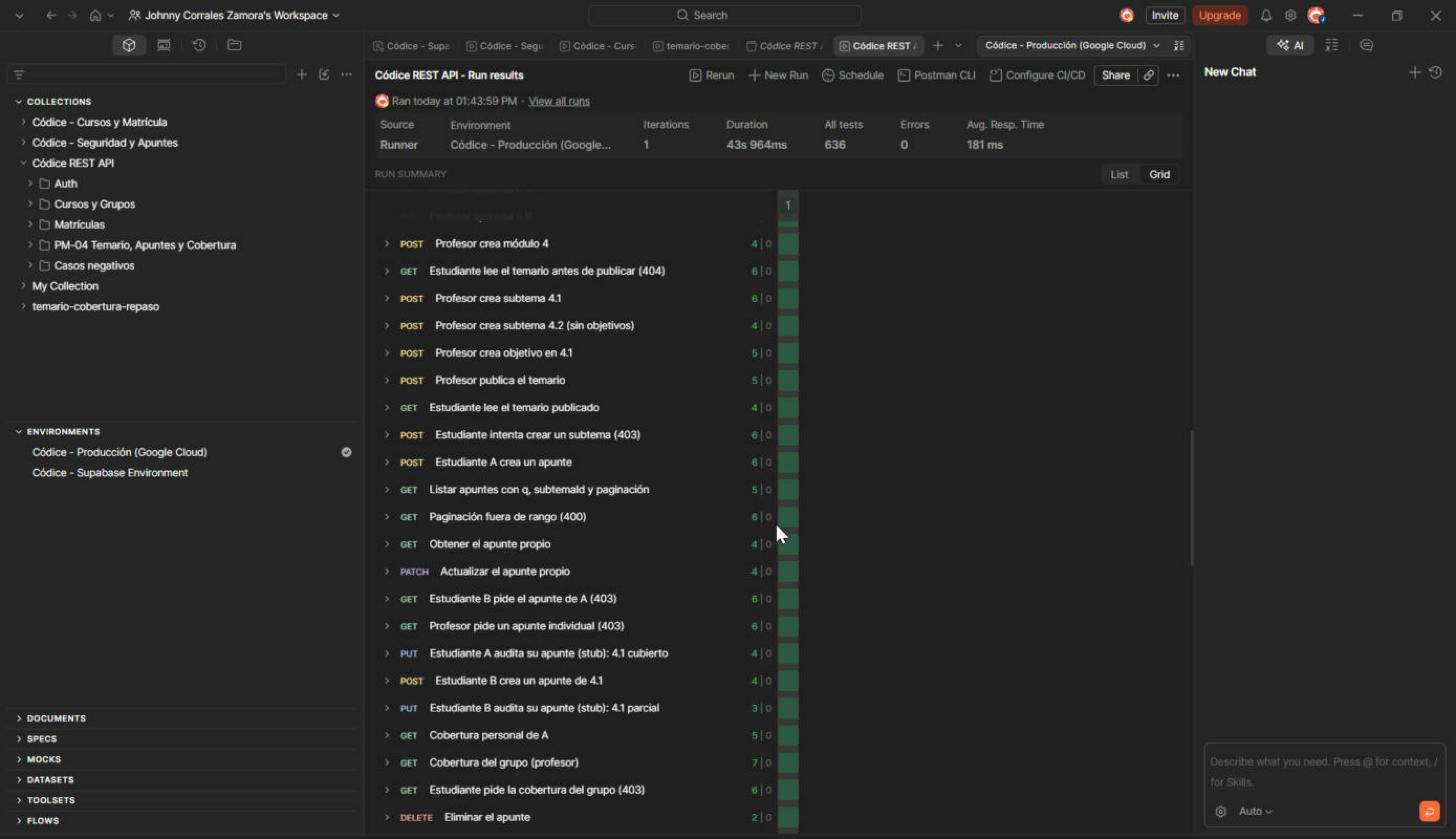 Johnny Corrales Zamora's Workspace
Search
Invite
Upgrade
Códice - Supa
Códice - Segu
Códice - Curs
temario-cober
Códice REST A
Códice REST A
Códice - Producción (Google Cloud)
AI
Códice REST API - Run results
Rerun
New Run
Schedule
Postman CLI
Configure CI/CD
Share
New Chat
Ran today at 01:43:59 PM · View all runs
Source Environment Iterations Duration All tests Errors Avg. Resp. Time
Runner Códice - Producción (Google... 1 43s 964ms 636 0 181 ms
RUN SUMMARY
List Grid
1
POST Profesor crea módulo 4 4 | 0
GET Estudiante lee el temario antes de publicar (404) 6 | 0
POST Profesor crea subtema 4.1 6 | 0
POST Profesor crea subtema 4.2 (sin objetivos) 4 | 0
POST Profesor crea objetivo en 4.1 5 | 0
POST Profesor publica el temario 5 | 0
GET Estudiante lee el temario publicado 4 | 0
POST Estudiante intenta crear un subtema (403) 6 | 0
POST Estudiante A crea un apunte 6 | 0
GET Listar apuntes con q, subtemaId y paginación 5 | 0
GET Paginación fuera de rango (400) 6 | 0
GET Obtener el apunte propio 4 | 0
PATCH Actualizar el apunte propio 4 | 0
GET Estudiante B pide el apunte de A (403) 6 | 0
GET Profesor pide un apunte individual (403) 6 | 0
PUT Estudiante A audita su apunte (stub): 4.1 cubierto 4 | 0
POST Estudiante B crea un apunte de 4.1 4 | 0
PUT Estudiante B audita su apunte (stub): 4.1 parcial 3 | 0
GET Cobertura personal de A 5 | 0
GET Cobertura del grupo (profesor) 7 | 0
GET Estudiante pide la cobertura del grupo (403) 6 | 0
DELETE Eliminar el apunte 2 | 0
COLLECTIONS
Códice - Cursos y Matrícula
Códice - Seguridad y Apuntes
Códice REST API
Auth
Cursos y Grupos
Matrículas
PM-04 Temario, Apuntes y Cobertura
Casos negativos
My Collection
temario-cobertura-repaso
ENVIRONMENTS
Códice - Producción (Google Cloud)
Códice - Supabase Environment
DOCUMENTS
SPECS
MOCKS
DATASETS
TOOLSETS
FLOWS
Describe what you need. Press @ for context, /
for Skills.
Auto